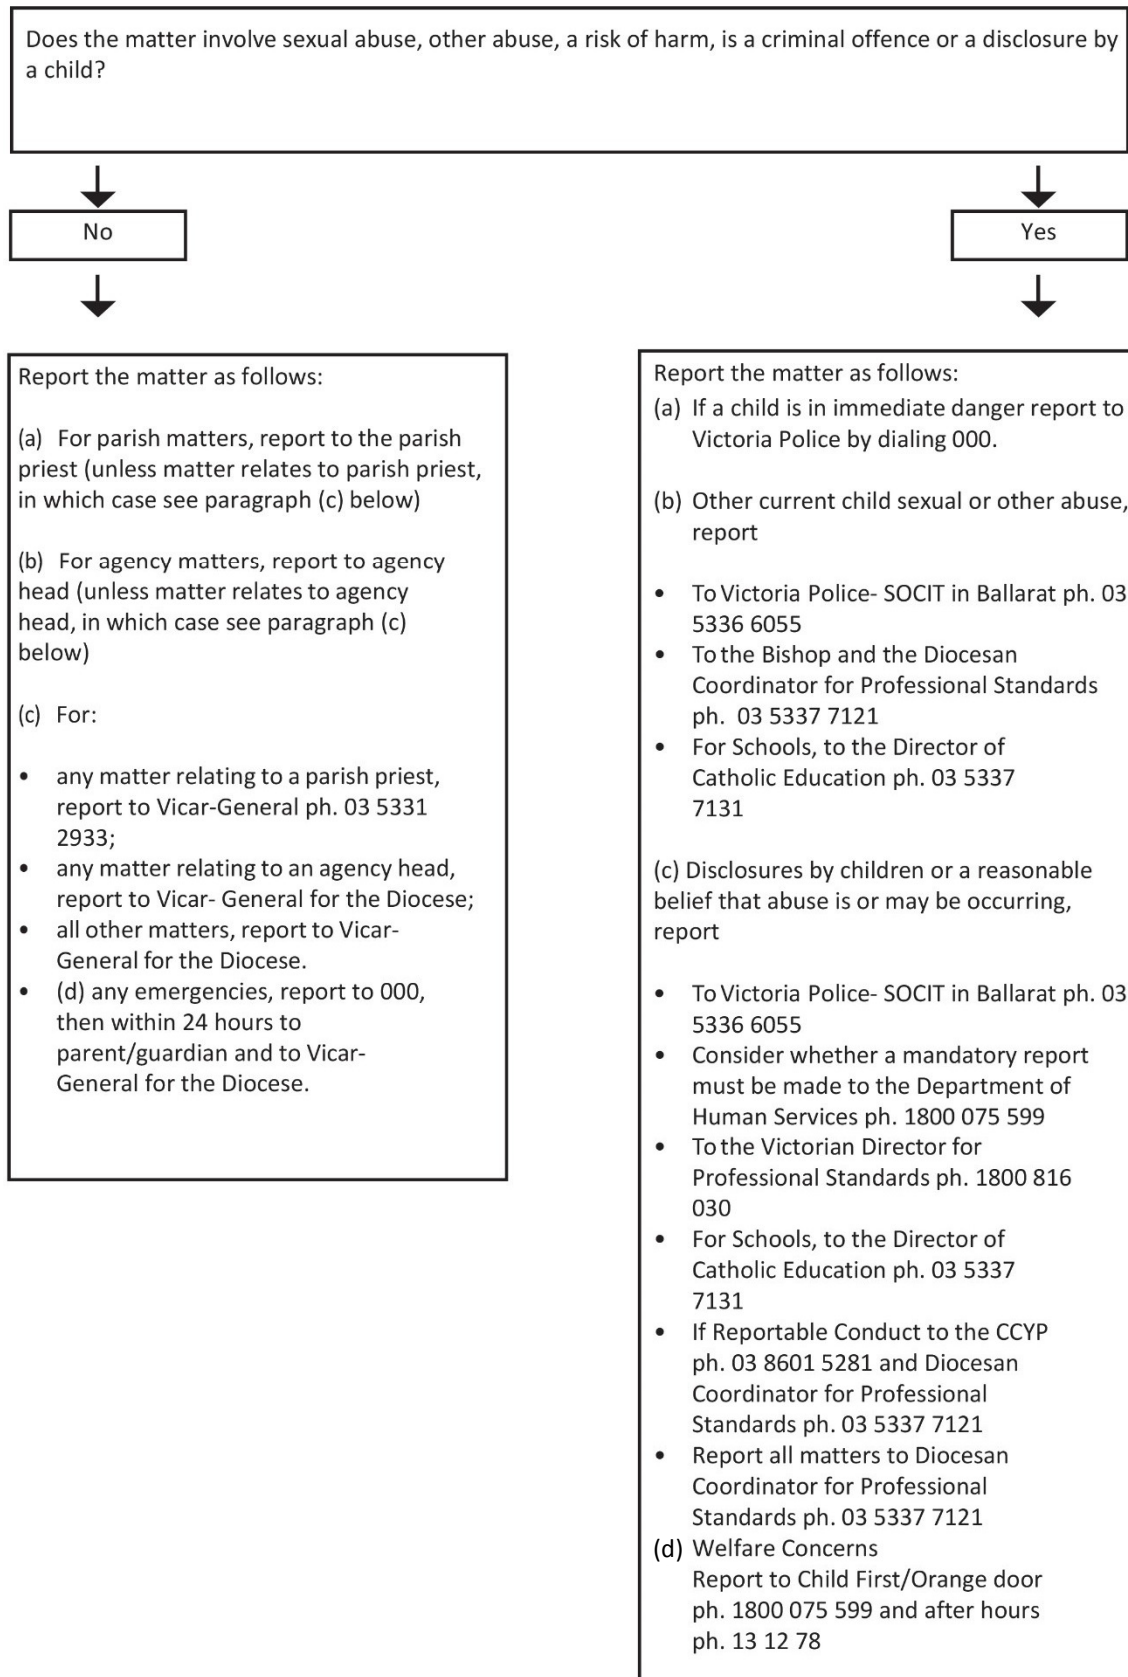 Does the matter involve sexual abuse, other abuse, a risk of harm, is a criminal offence or a disclosure by
a child?
No
Yes
Report the matter as follows:
(a) For parish matters, report to the parish
priest (unless matter relates to parish priest,
in which case see paragraph (c) below)
(b) For agency matters, report to agency
head (unless matter relates to agency
head, in which case see paragraph (c)
below)
(c) For:
• any matter relating to a parish priest,
report to Vicar-General ph. 03 5331
2933;
• any matter relating to an agency head,
report to Vicar- General for the Diocese;
• all other matters, report to Vicar-
General for the Diocese.
• (d) any emergencies, report to 000,
then within 24 hours to
parent/guardian and to Vicar-
General for the Diocese.
Report the matter as follows:
(a) If a child is in immediate danger report to
Victoria Police by dialing 000.
(b) Other current child sexual or other abuse,
report
• To Victoria Police- SOCIT in Ballarat ph. 03
5336 6055
• To the Bishop and the Diocesan
Coordinator for Professional Standards
ph. 03 5337 7121
• For Schools, to the Director of
Catholic Education ph. 03 5337
7131
(c) Disclosures by children or a reasonable
belief that abuse is or may be occurring,
report
• To Victoria Police- SOCIT in Ballarat ph. 03
5336 6055
• Consider whether a mandatory report
must be made to the Department of
Human Services ph. 1800 075 599
• To the Victorian Director for
Professional Standards ph. 1800 816
030
• For Schools, to the Director of
Catholic Education ph. 03 5337
7131
• If Reportable Conduct to the CCYP
ph. 03 8601 5281 and Diocesan
Coordinator for Professional
Standards ph. 03 5337 7121
• Report all matters to Diocesan
Coordinator for Professional
Standards ph. 03 5337 7121
(d) Welfare Concerns
Report to Child First/Orange door
ph. 1800 075 599 and after hours
ph. 13 12 78